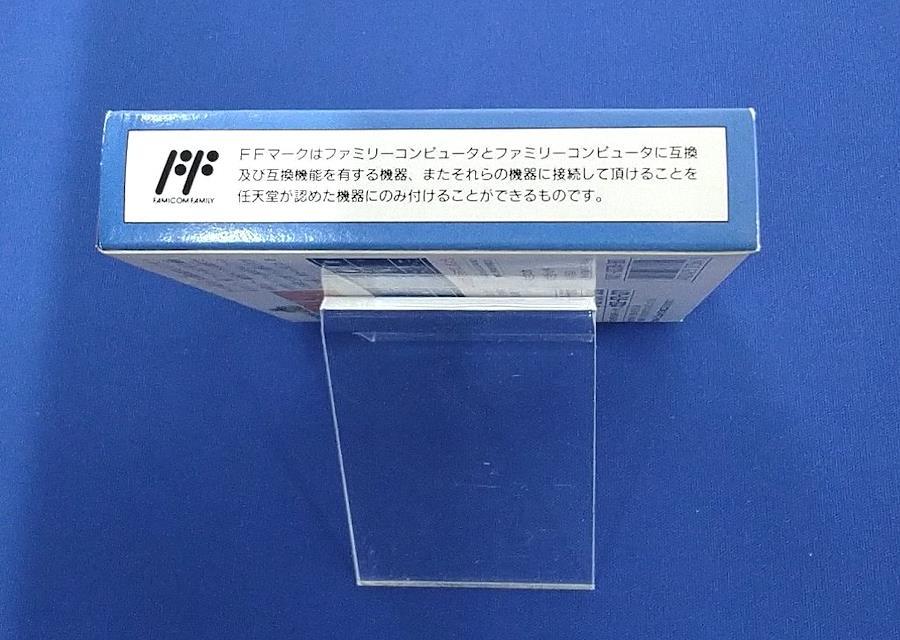 FFマークはファミリーコンピュータとファミリーコンピュータに互換
及び互換機能を有する機器、またそれらの機器に接続して頂けることを
任天堂が認めた機器にのみ付けることができるものです。
FAMICOM FAMILY